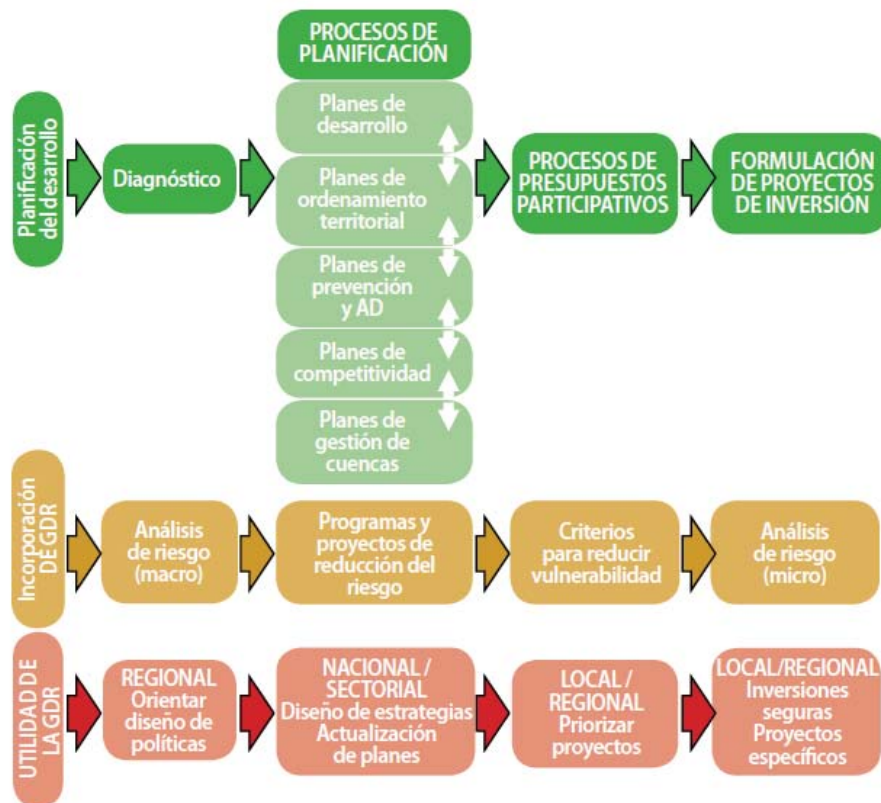 Planificación
del desarrollo
Diagnóstico
PROCESOS DE
PLANIFICACIÓN
Planes de
desarrollo
Planes de
ordenamiento
territorial
Planes de
prevención
y AD
Planes de
competitividad
Planes de
gestión de
cuencas
PROCESOS DE
PRESUPUESTOS
PARTICIPATIVOS
FORMULACIÓN
DE PROYECTOS
DE INVERSIÓN
Incorporación
DE GDR
Análisis
de riesgo
(macro)
Programas y
proyectos de
reducción del
riesgo
Criterios
para reducir
vulnerabilidad
Análisis
de riesgo
(micro)
UTILIDAD DE
LA GDR
REGIONAL
Orientar
diseño de
políticas
NACIONAL /
SECTORIAL
Diseño de estrategias
Actualización
de planes
LOCAL /
REGIONAL
Priorizar
proyectos
LOCAL/REGIONAL
Inversiones
seguras
Proyectos
específicos